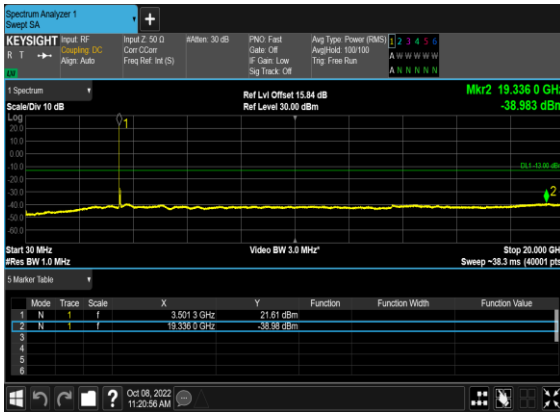 Spectrum Analyzer 1
Swept SA
+
KEYSIGHT
R T
Input: RF
Coupling: DC
Align: Auto
Input Z: 50 Ω
Corr CCorr
Freq Ref: Int (S)
#Atten: 30 dB
PNO: Fast
Gate: Off
IF Gain: Low
Sig Track: Off
Avg Type: Power (RMS)
Avg|Hold: 100/100
Trig: Free Run
1 2 3 4 5 6
A W W W W W
A N N N N N
1 Spectrum
Scale/Div 10 dB
Ref Lvl Offset 15.84 dB
Ref Level 30.00 dBm
Mkr2 19.336 0 GHz
-38.983 dBm
Log
20.0
10.0
0.00
-10.0
-20.0
-30.0
-40.0
-50.0
-60.0
1
DL1 -13.00 dBm
2
Start 30 MHz
#Res BW 1.0 MHz
Video BW 3.0 MHz*
Stop 20.000 GHz
Sweep ~38.3 ms (40001 pts)
5 Marker Table
Mode Trace Scale X Y Function Function Width Function Value
1 N 1 f 3.501 3 GHz 21.61 dBm
2 N 1 f 19.336 0 GHz -38.98 dBm
3
4
5
6
?
Oct 08, 2022
11:20:56 AM